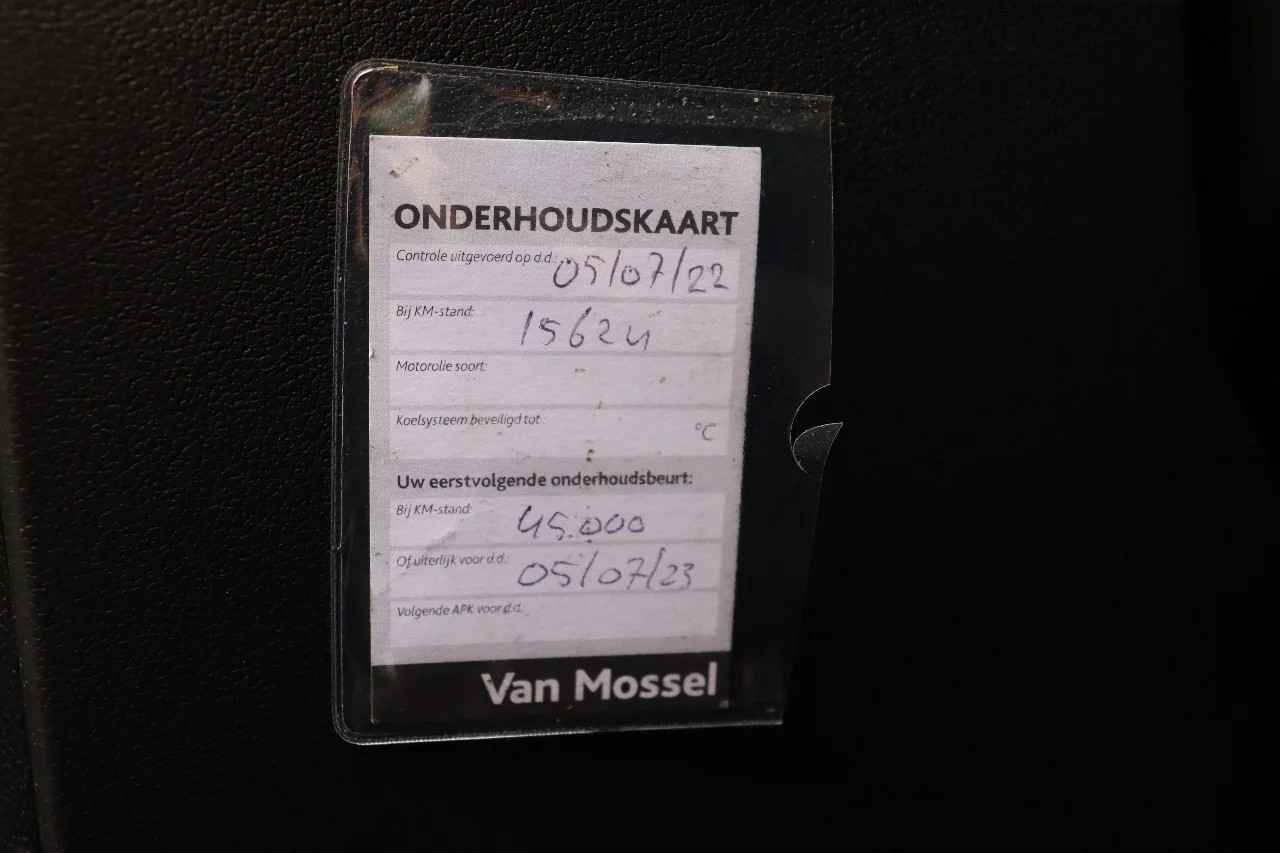 ONDERHOUDSKAART
Controle uitgevoerd op d.d.: 05/07/22
Bij KM-stand: 15624
Motorolie soort:
Koelsysteem beveiligd tot: °C
Uw eerstvolgende onderhoudsbeurt:
Bij KM-stand: 45.000
Of uiterlijk voor d.d.: 05/07/23
Volgende APK voor d.d.
Van Mossel